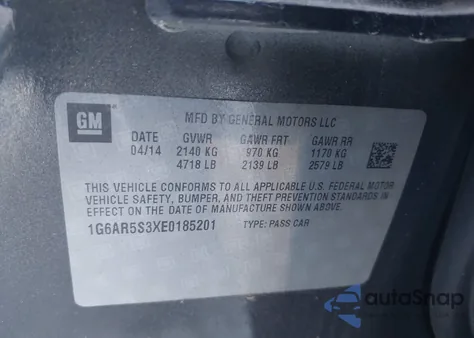 GM
MFD BY GENERAL MOTORS LLC
DATE GVWR GAWR FRT GAWR RR
04/14 2140 KG 970 KG 1170 KG
4718 LB 2139 LB 2579 LB
THIS VEHICLE CONFORMS TO ALL APPLICABLE U.S. FEDERAL MOTOR
VEHICLE SAFETY, BUMPER, AND THEFT PREVENTION STANDARDS
IN EFFECT ON THE DATE OF MANUFACTURE SHOWN ABOVE.
1G6AR5S3XE0185201 TYPE: PASS CAR
autoSnap